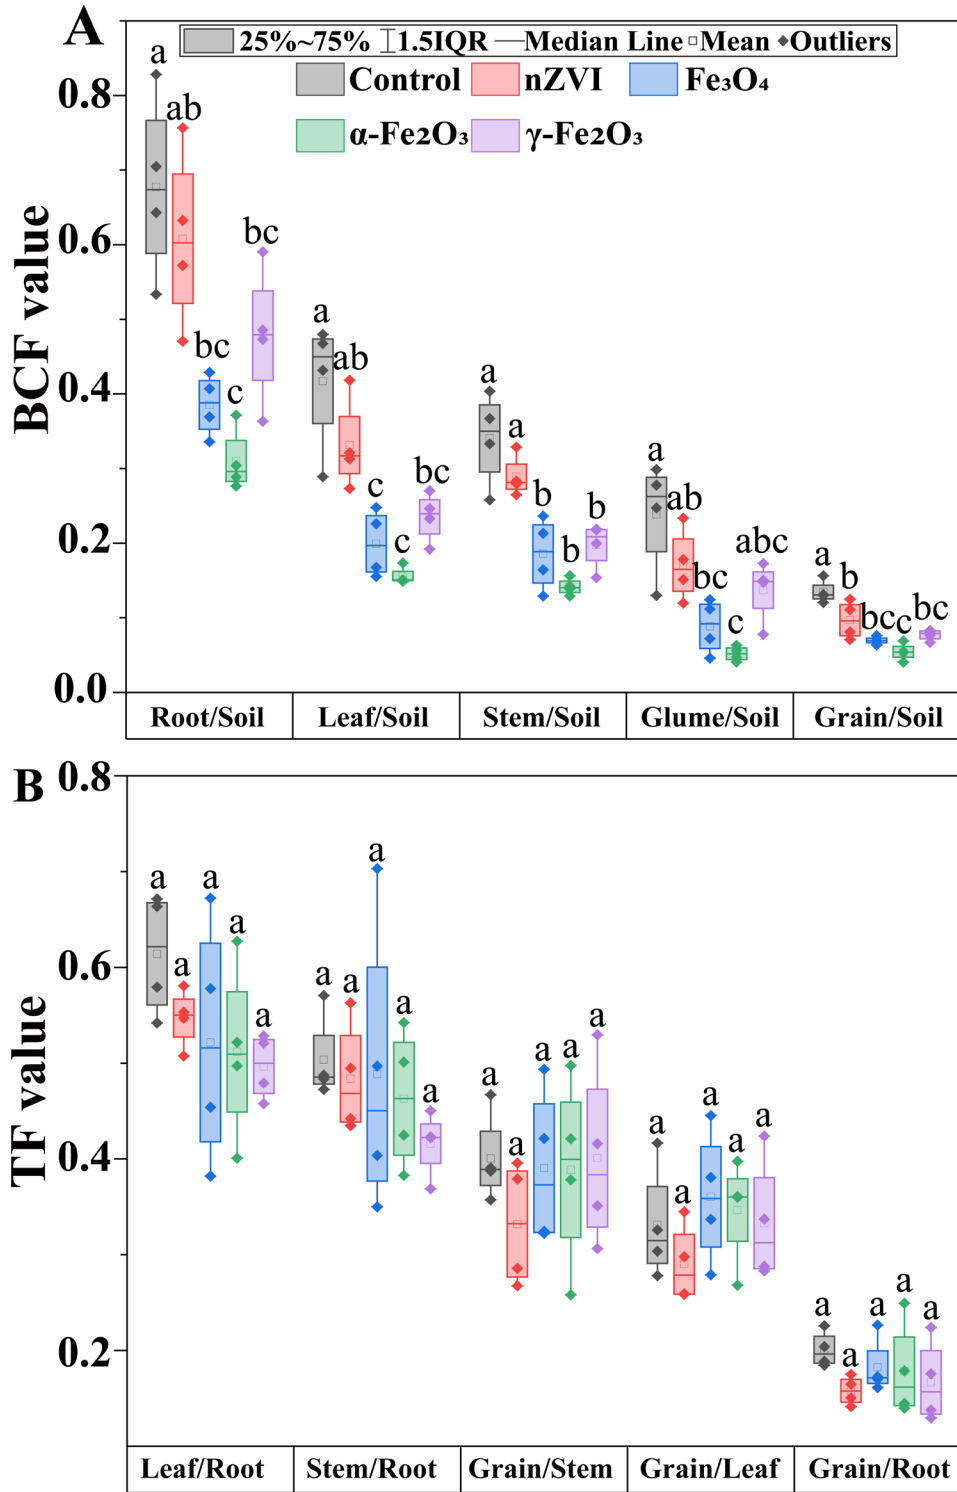 A
25%~75% 1.5IQR Median Line Mean Outliers
Control nZVI Fe₃O₄
α-Fe₂O₃ γ-Fe₂O₃
BCF value
0.8
0.6
0.4
0.2
0.0
a ab bc c bc
a ab c c bc
a a b b b
a ab bc c abc
a b bc c bc
Root/Soil Leaf/Soil Stem/Soil Glume/Soil Grain/Soil
B
TF value
0.8
0.6
0.4
0.2
a a a a a
a a a a a
a a a a a
a a a a a
a a a a a
Leaf/Root Stem/Root Grain/Stem Grain/Leaf Grain/Root